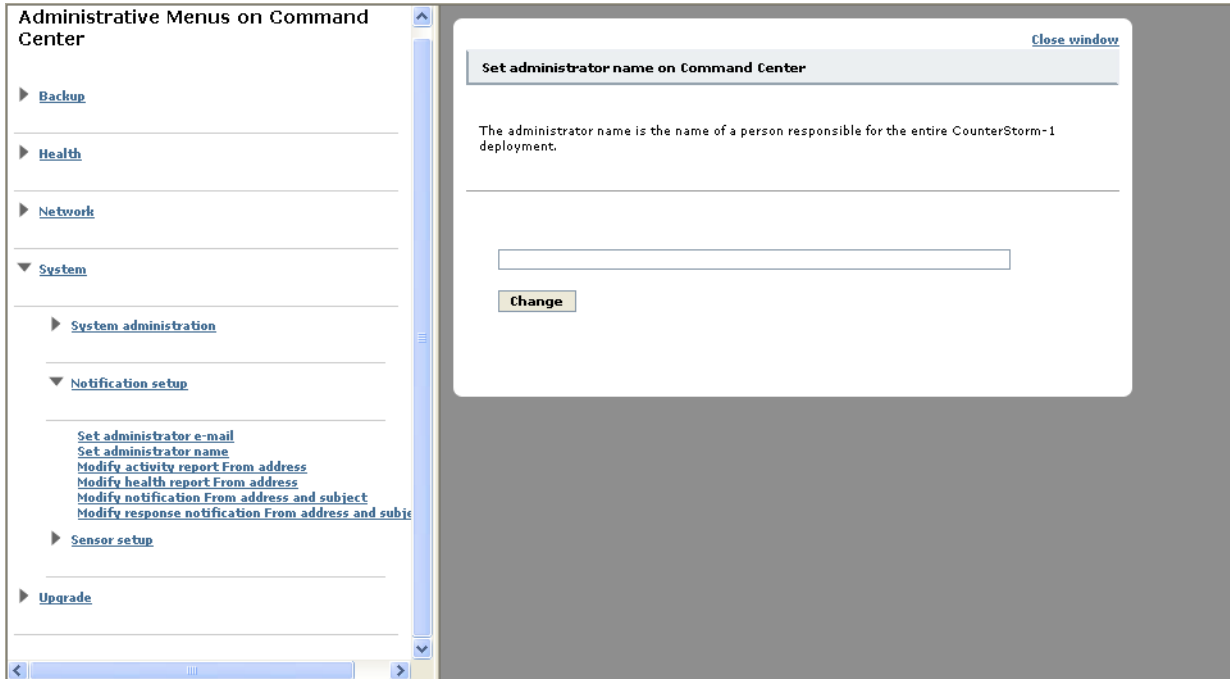 Administrative Menus on Command
Center
Backup
Health
Network
System
System administration
Notification setup
Set administrator e-mail
Set administrator name
Modify activity report From address
Modify health report From address
Modify notification From address and subject
Modify response notification From address and subje
Sensor setup
Upgrade
Close window
Set administrator name on Command Center
The administrator name is the name of a person responsible for the entire CounterStorm-1
deployment.
Change